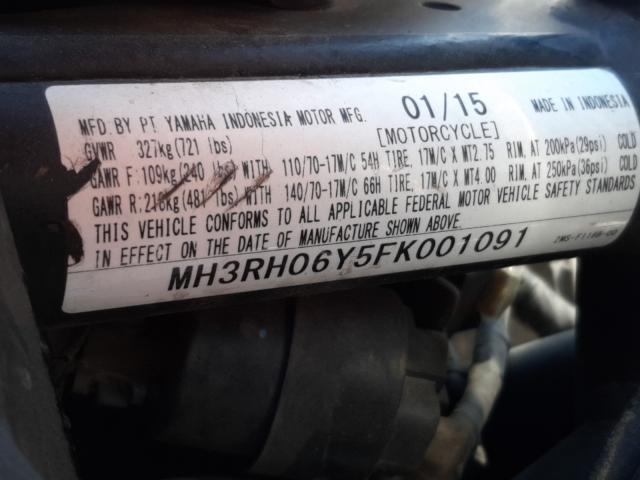 MFD. BY PT. YAMAHA INDONESIA MOTOR MFG. 01/15 MADE IN INDONESIA
[MOTORCYCLE]
GVWR 327kg(721 lbs)
GAWR F: 109kg(240 lbs) WITH 110/70-17M/C 54H TIRE, 17M/C X MT2.75 RIM, AT 200kPa(29psi) COLD
GAWR R: 218kg(481 lbs) WITH 140/70-17M/C 66H TIRE, 17M/C X MT4.00 RIM, AT 250kPa(36psi) COLD
THIS VEHICLE CONFORMS TO ALL APPLICABLE FEDERAL MOTOR VEHICLE SAFETY STANDARDS
IN EFFECT ON THE DATE OF MANUFACTURE SHOWN ABOVE.
MH3RH06Y5FK001091